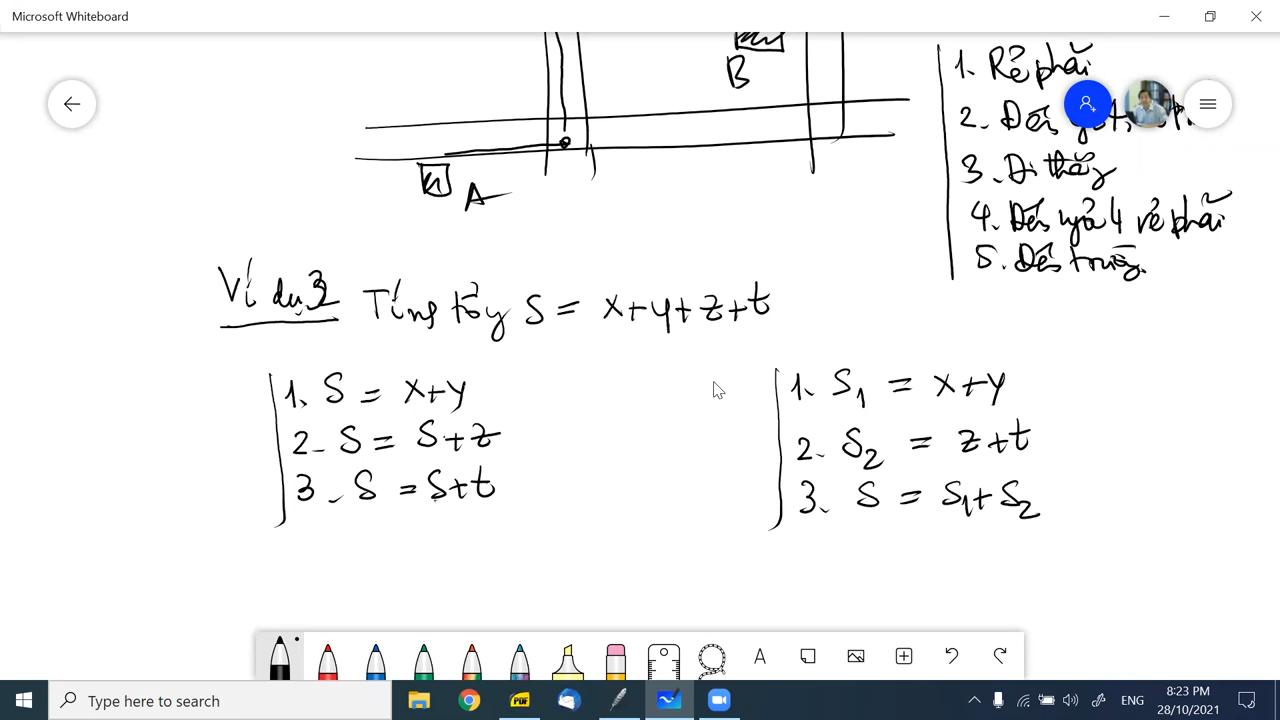 Microsoft Whiteboard
B
A
1. Rẽ phải
2. Đến
3. Đi thẳng
4. Đến ngã 4 rẽ phải
5. Đến trường.
Ví dụ 3 Tính tổng S = x+y+z+t
1. S = x+y
2. S = S+z
3. S = S+t
1. S1 = x+y
2. S2 = z+t
3. S = S1+S2
A
Type here to search
PDF
ENG
8:23 PM
28/10/2021